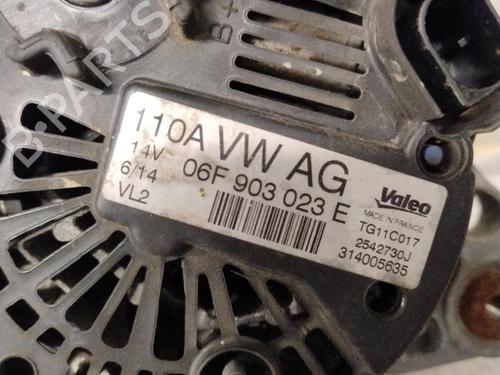 B+
B-PARTS
110A VW AG
14V
06F 903 023 E
6/14
VL2
Valeo
MADE IN FRANCE
TG11C017
2542730J
314005635